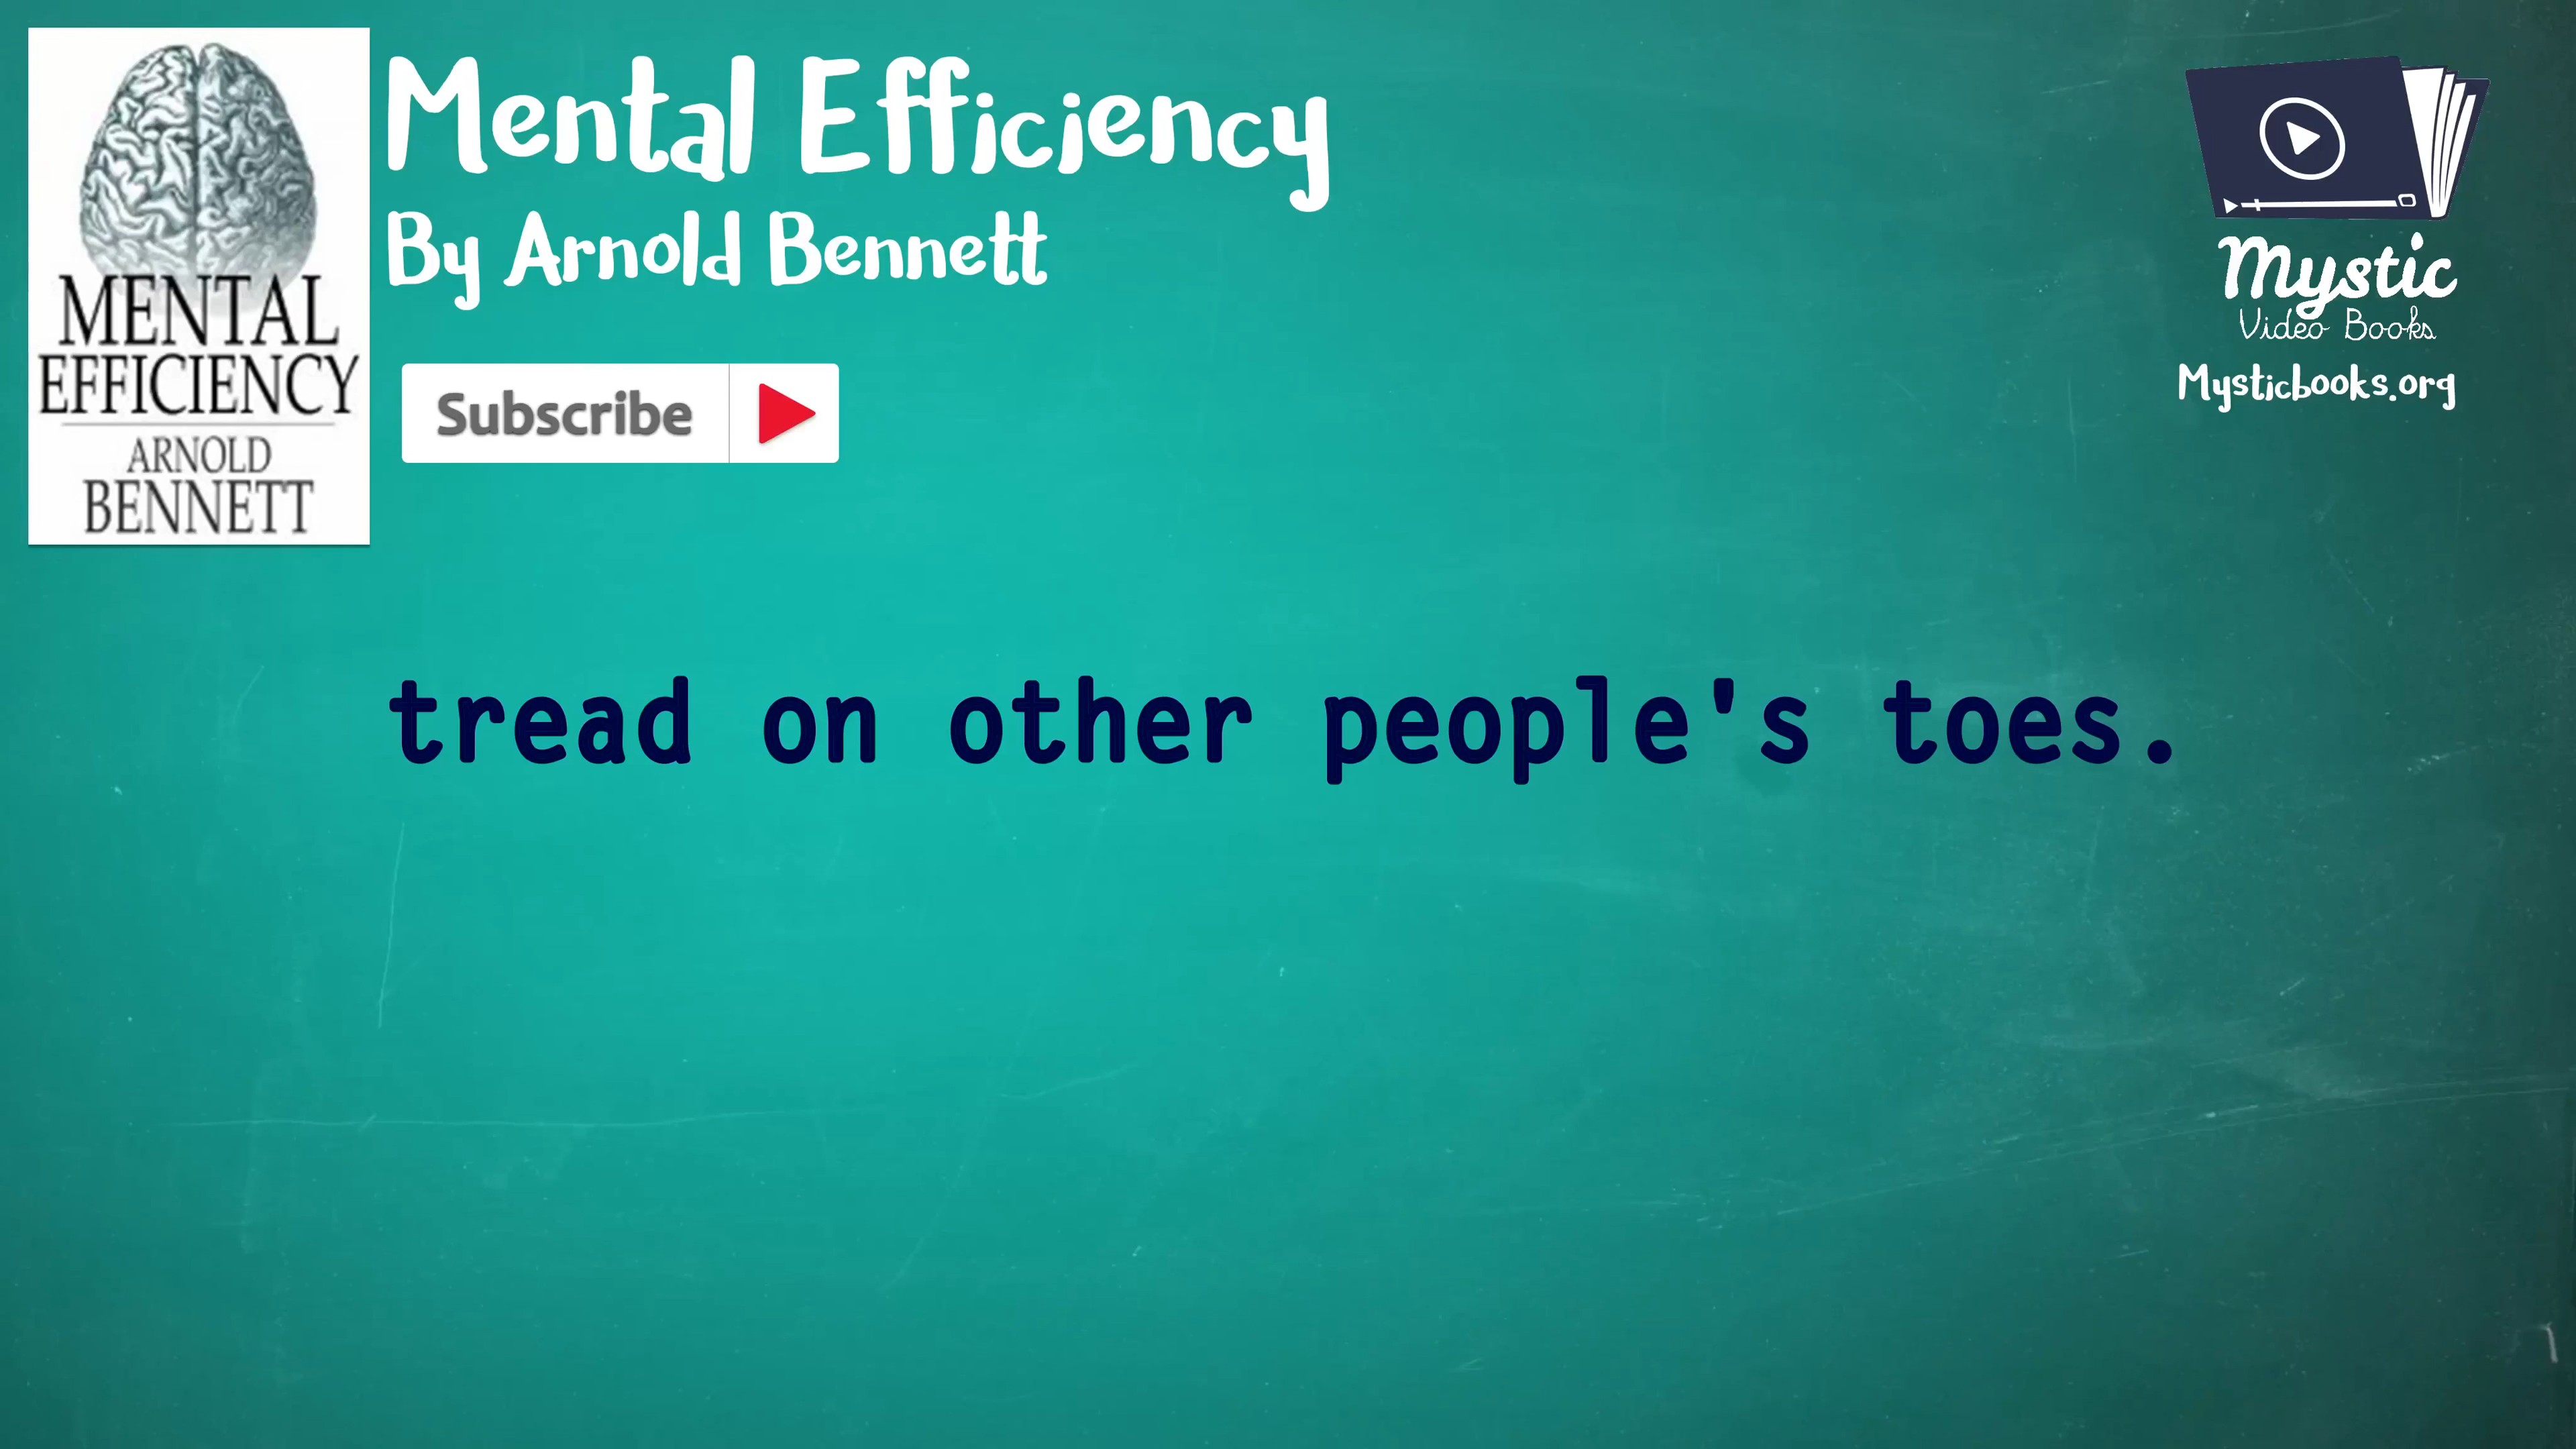 MENTAL
EFFICIENCY
ARNOLD
BENNETT
Mental Efficiency
By Arnold Bennett
Subscribe
Mystic
Video Books
Mysticbooks.org
tread on other people's toes.